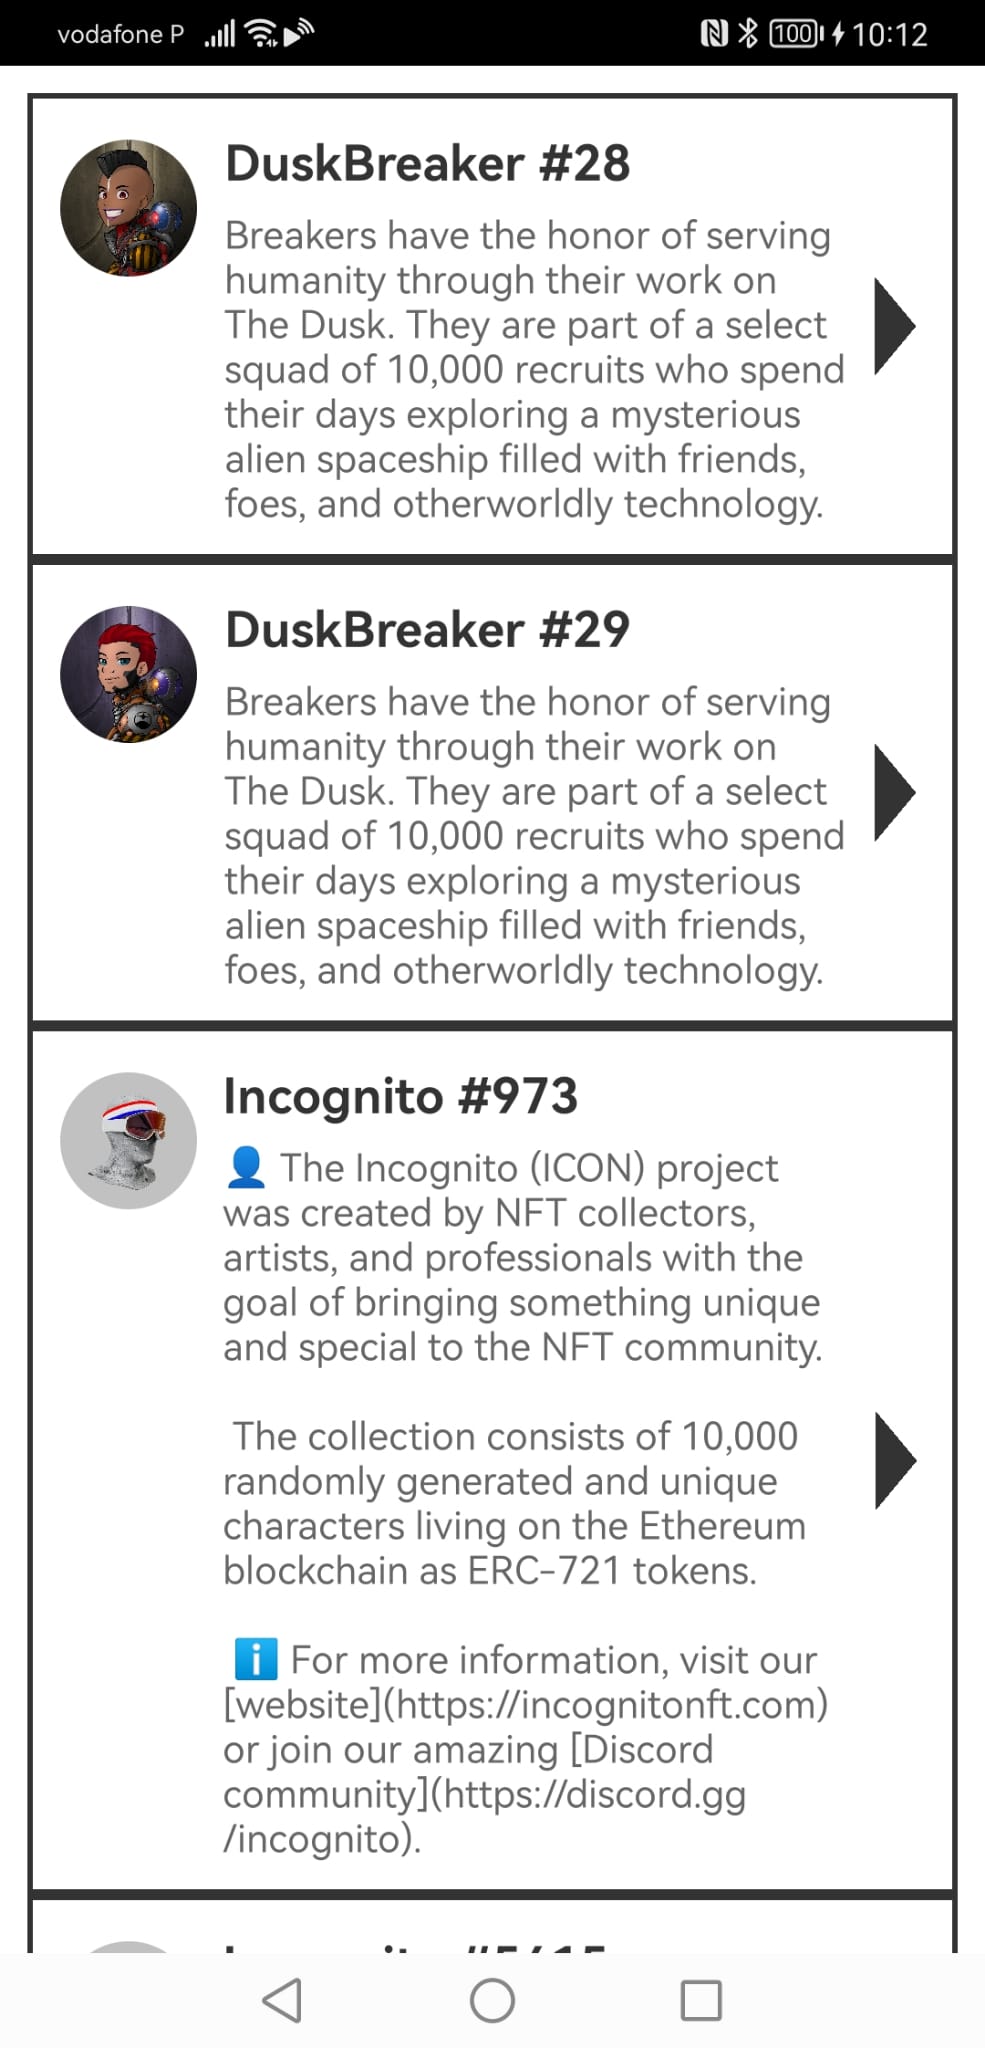 vodafone P
100
10:12
DuskBreaker #28
Breakers have the honor of serving
humanity through their work on
The Dusk. They are part of a select
squad of 10,000 recruits who spend
their days exploring a mysterious
alien spaceship filled with friends,
foes, and otherworldly technology.
DuskBreaker #29
Breakers have the honor of serving
humanity through their work on
The Dusk. They are part of a select
squad of 10,000 recruits who spend
their days exploring a mysterious
alien spaceship filled with friends,
foes, and otherworldly technology.
Incognito #973
👤 The Incognito (ICON) project
was created by NFT collectors,
artists, and professionals with the
goal of bringing something unique
and special to the NFT community.
The collection consists of 10,000
randomly generated and unique
characters living on the Ethereum
blockchain as ERC-721 tokens.
ℹ️ For more information, visit our
[website](https://incognitonft.com)
or join our amazing [Discord
community](https://discord.gg
/incognito).